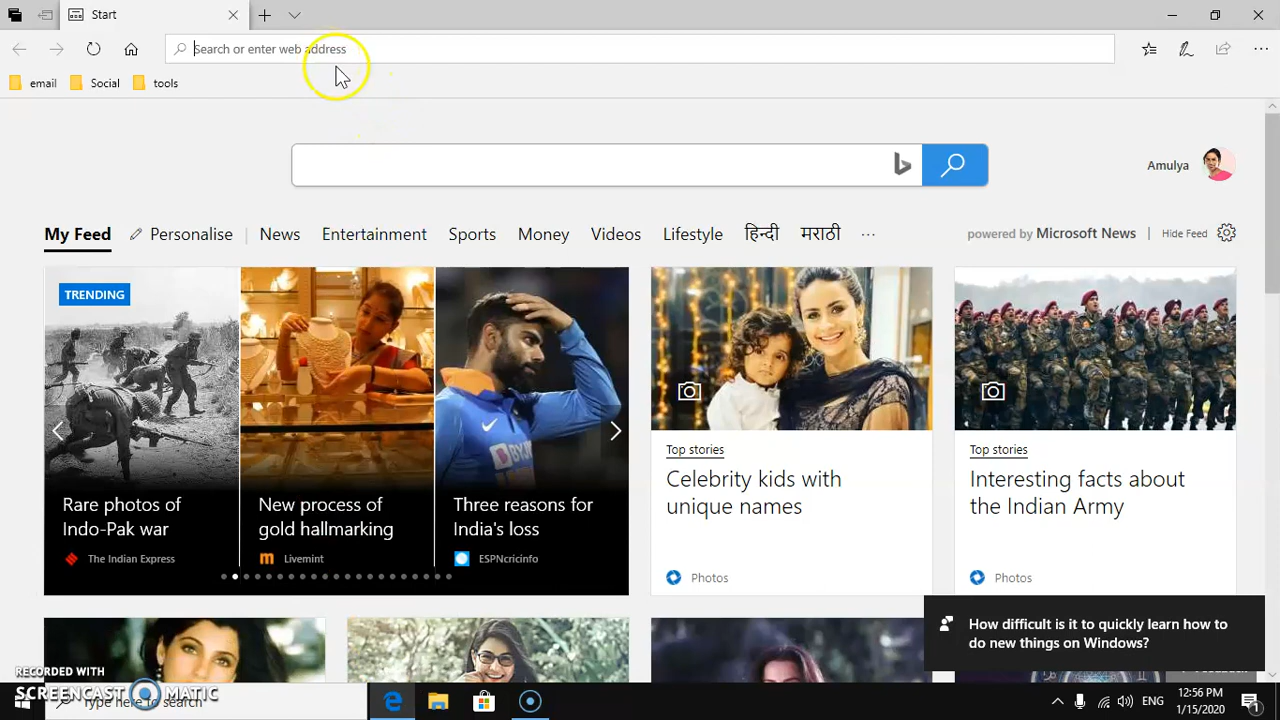 Start
Search or enter web address
email
Social
tools
Amulya
My Feed
Personalise
News
Entertainment
Sports
Money
Videos
Lifestyle
हिन्दी
मराठी
powered by Microsoft News
Hide Feed
TRENDING
Rare photos of
Indo-Pak war
The Indian Express
New process of
gold hallmarking
Livemint
Three reasons for
India's loss
ESPNcricinfo
Top stories
Celebrity kids with
unique names
Photos
Top stories
Interesting facts about
the Indian Army
Photos
How difficult is it to quickly learn how to
do new things on Windows?
RECORDED WITH
SCREENCAST MATIC
Type here to search
ENG
12:56 PM
1/15/2020